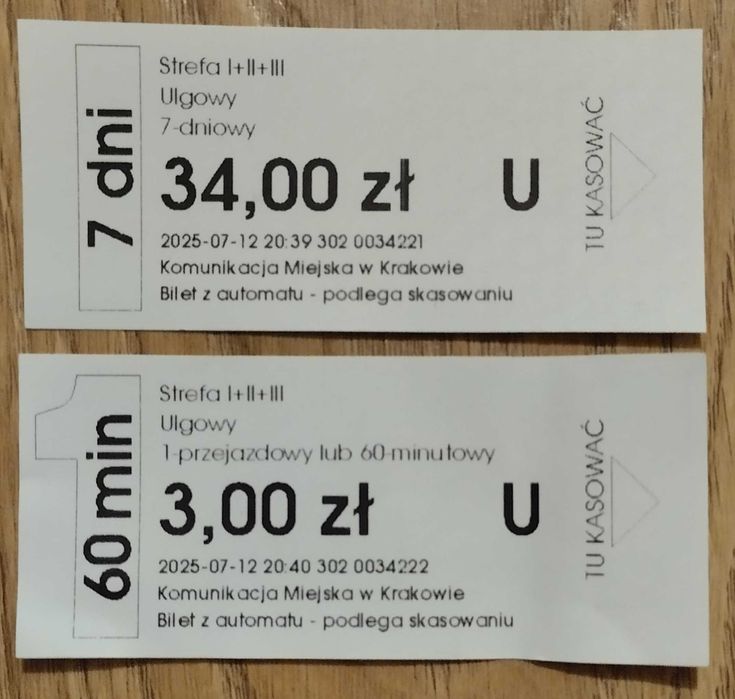 7 dni
Strefa I+II+III
Ulgowy
7-dniowy
34,00 zł U
2025-07-12 20:39 302 0034221
Komunikacja Miejska w Krakowie
Bilet z automatu - podlega skasowaniu
TU KASOWAĆ
1
60 min
Strefa I+II+III
Ulgowy
1-przejazdowy lub 60-minutowy
3,00 zł U
2025-07-12 20:40 302 0034222
Komunikacja Miejska w Krakowie
Bilet z automatu - podlega skasowaniu
TU KASOWAĆ